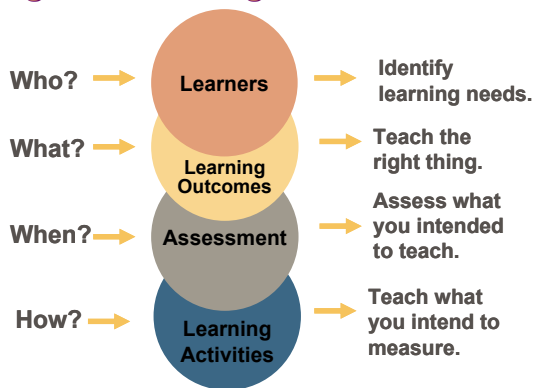 Who?
Learners
Identify
learning needs.
What?
Learning
Outcomes
Teach the
right thing.
When?
Assessment
Assess what
you intended
to teach.
How?
Learning
Activities
Teach what
you intend to
measure.